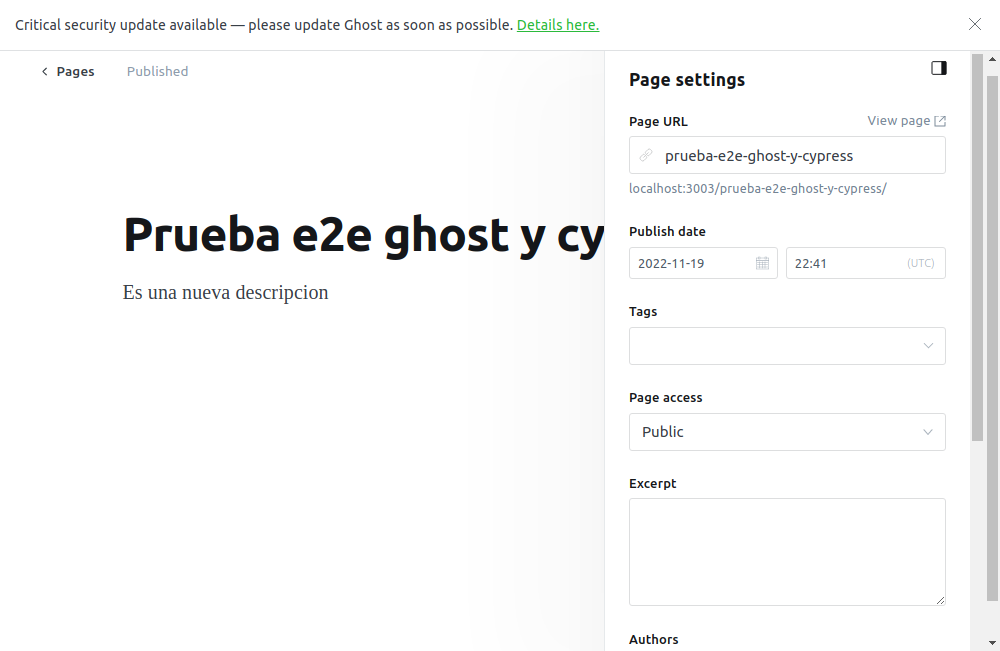 Critical security update available — please update Ghost as soon as possible. Details here.
Pages
Published
Prueba e2e ghost y cy
Es una nueva descripcion
Page settings
Page URL
View page
prueba-e2e-ghost-y-cypress
localhost:3003/prueba-e2e-ghost-y-cypress/
Publish date
2022-11-19
22:41
(UTC)
Tags
Page access
Public
Excerpt
Authors